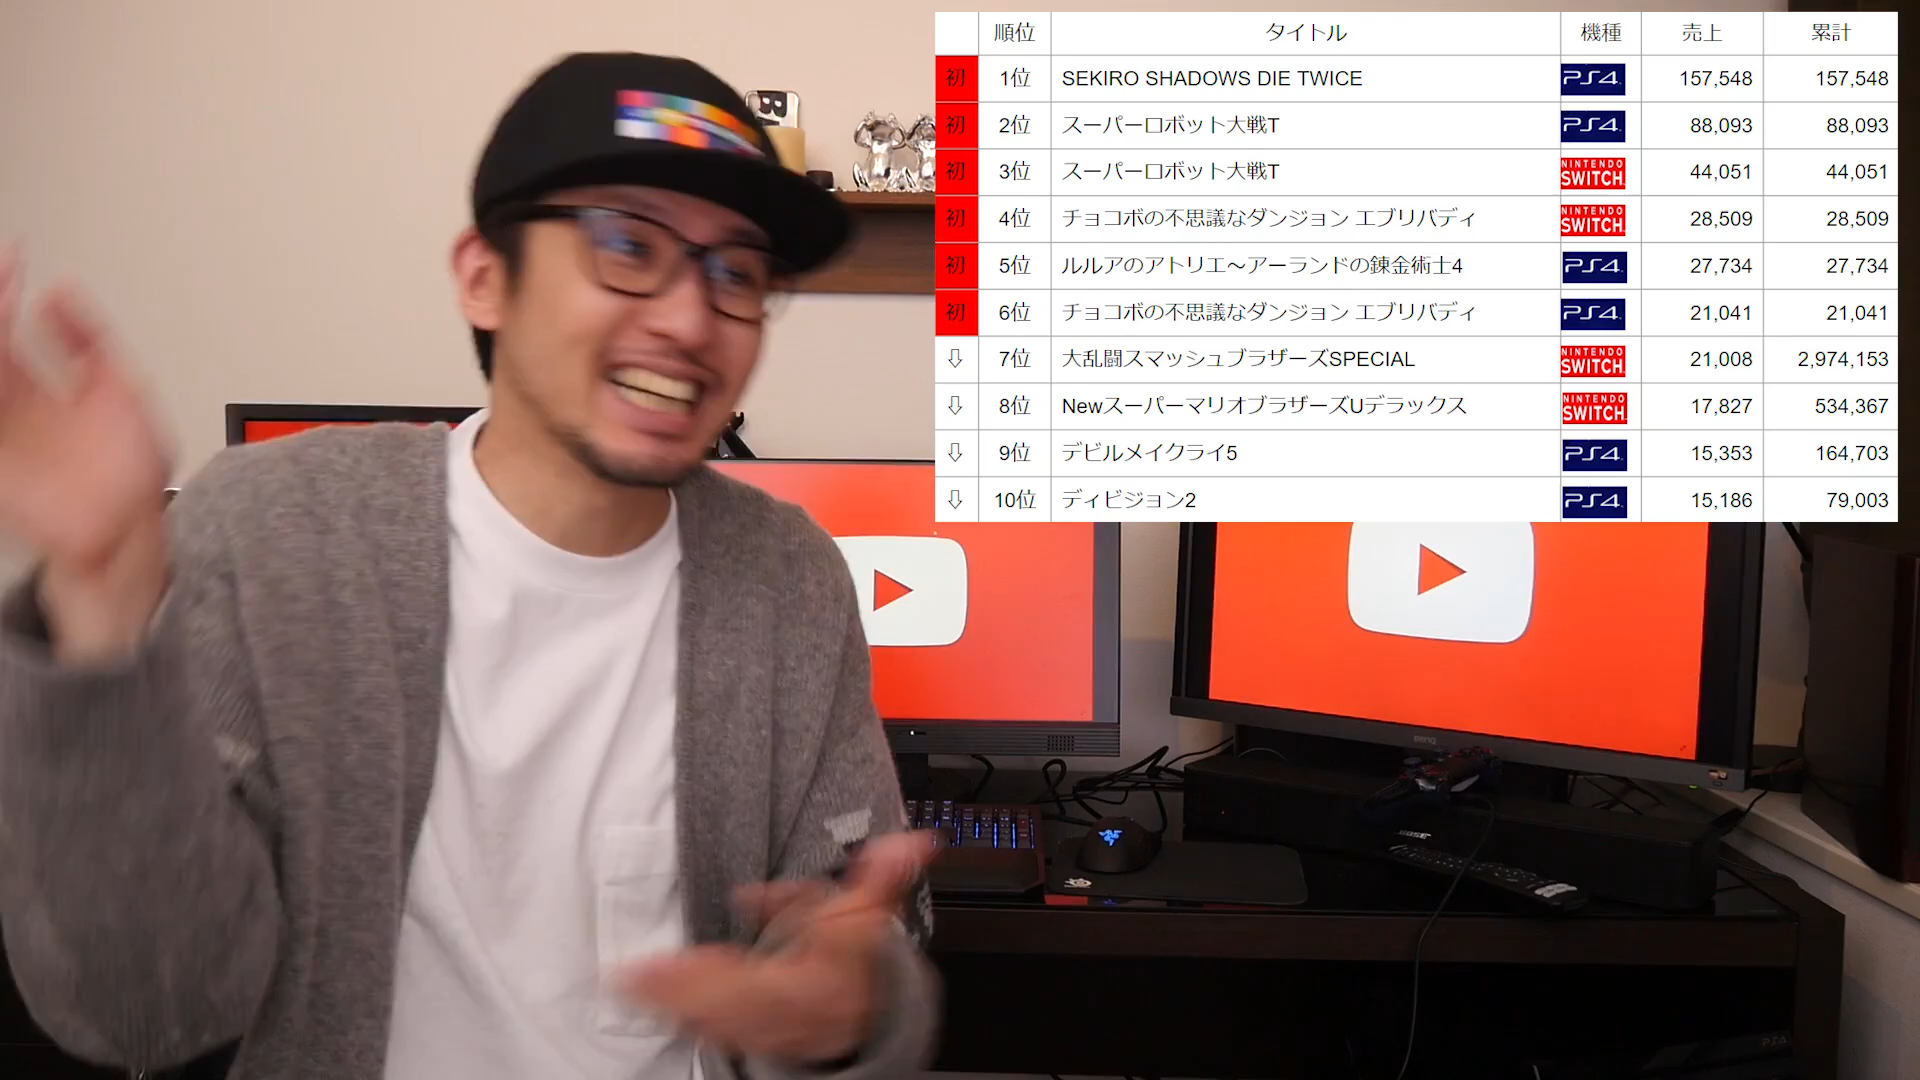 順位 タイトル 機種 売上 累計
初 1位 SEKIRO SHADOWS DIE TWICE PS4 157,548 157,548
初 2位 スーパーロボット大戦T PS4 88,093 88,093
初 3位 スーパーロボット大戦T NINTENDO SWITCH 44,051 44,051
初 4位 チョコボの不思議なダンジョン エブリバディ NINTENDO SWITCH 28,509 28,509
初 5位 ルルアのアトリエ～アーランドの錬金術士4 PS4 27,734 27,734
初 6位 チョコボの不思議なダンジョン エブリバディ PS4 21,041 21,041
⇩ 7位 大乱闘スマッシュブラザーズSPECIAL NINTENDO SWITCH 21,008 2,974,153
⇩ 8位 NewスーパーマリオブラザーズUデラックス NINTENDO SWITCH 17,827 534,367
⇩ 9位 デビルメイクライ5 PS4 15,353 164,703
⇩ 10位 ディビジョン2 PS4 15,186 79,003
BenQ
BOSE
PS4